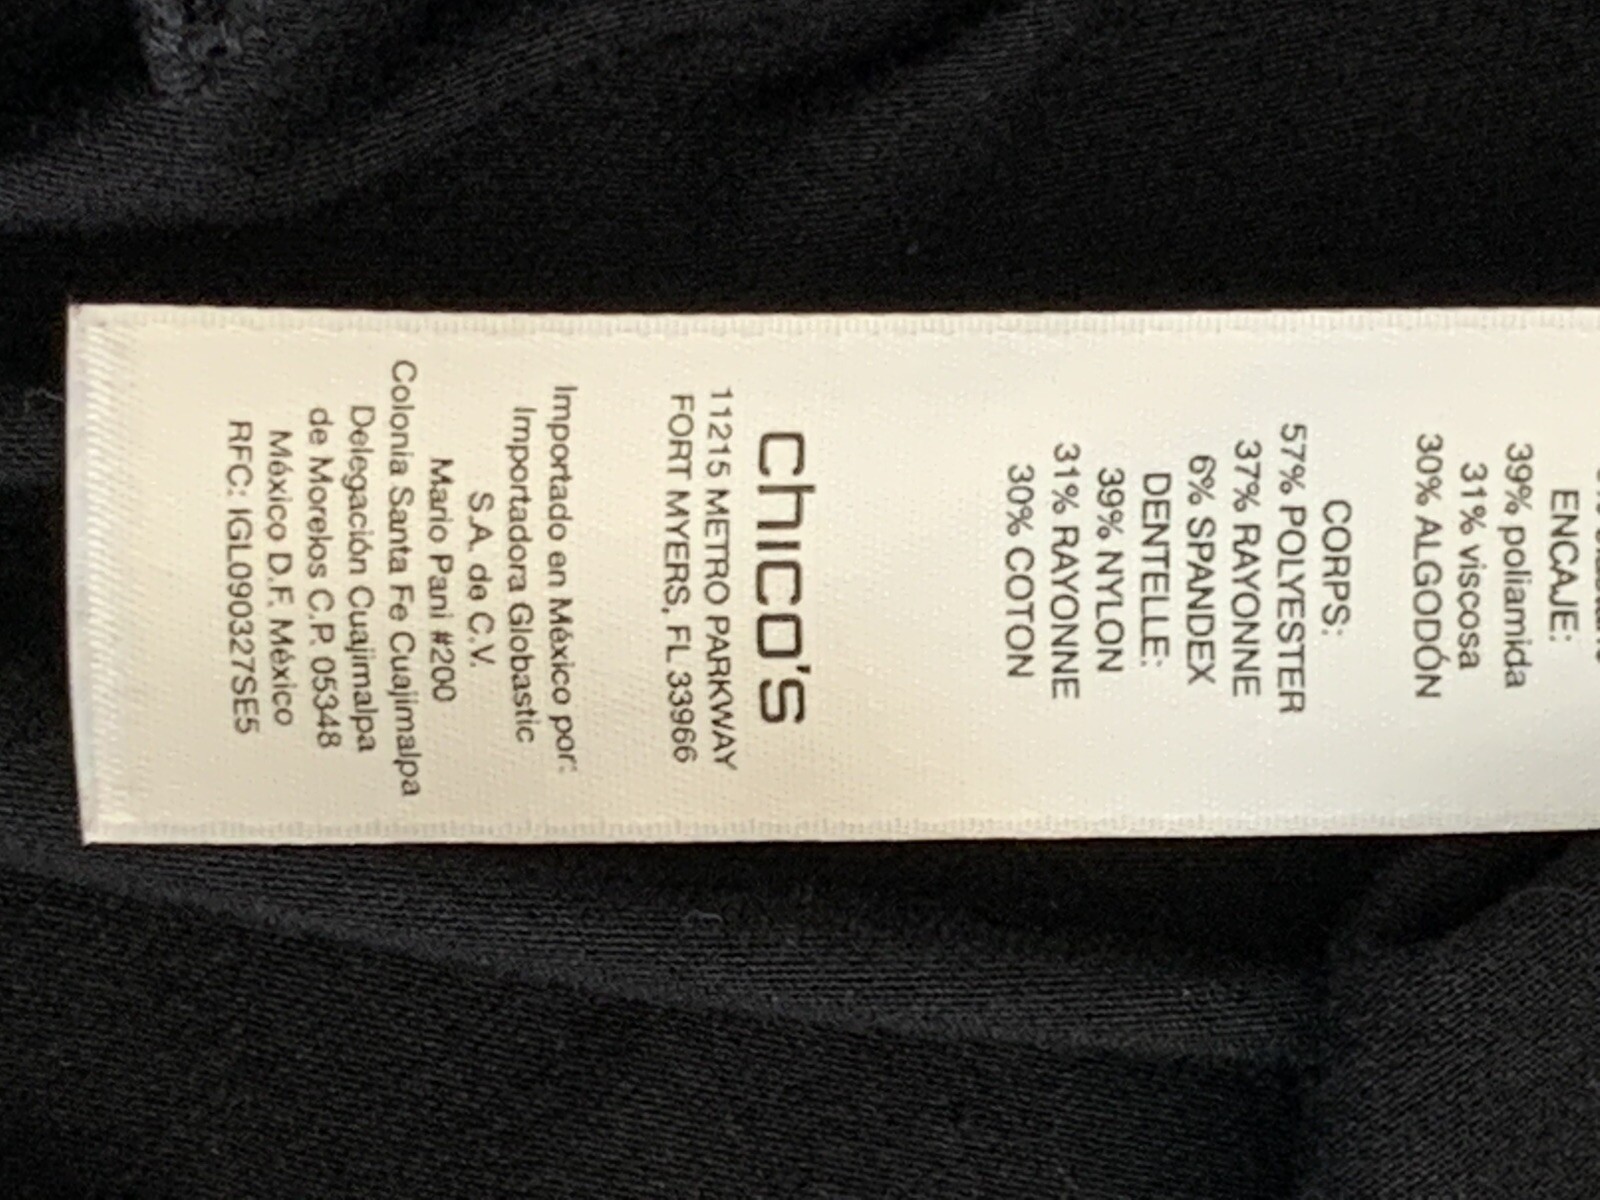 ENCAJE:
39% poliamida
31% viscosa
30% ALGODÓN
CORPS:
57% POLYESTER
37% RAYONNE
6% SPANDEX
DENTELLE:
39% NYLON
31% RAYONNE
30% COTON
chico's
11215 METRO PARKWAY
FORT MYERS, FL 33966
Importado en México por:
Importadora Globastic
S.A. de C.V.
Mario Pani #200
Colonia Santa Fe Cuajimalpa
Delegación Cuajimalpa
de Morelos C.P. 05348
México D.F. México
RFC: IGL090327SE5